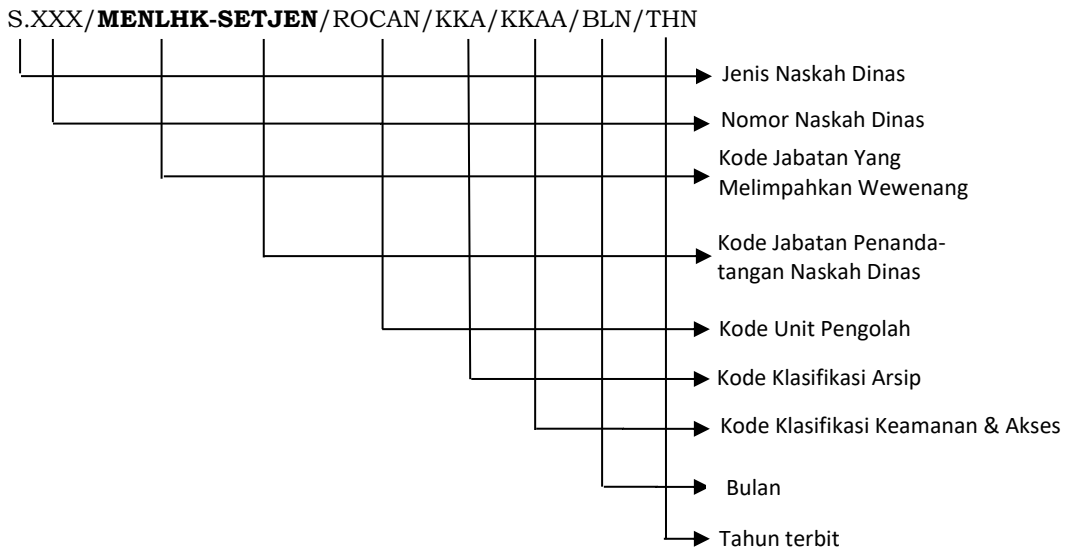 S.XXX/MENLHK-SETJEN/ROCAN/KKA/KKAA/BLN/THN
Jenis Naskah Dinas
Nomor Naskah Dinas
Kode Jabatan Yang
Melimpahkan Wewenang
Kode Jabatan Penanda-
tangan Naskah Dinas
Kode Unit Pengolah
Kode Klasifikasi Arsip
Kode Klasifikasi Keamanan & Akses
Bulan
Tahun terbit